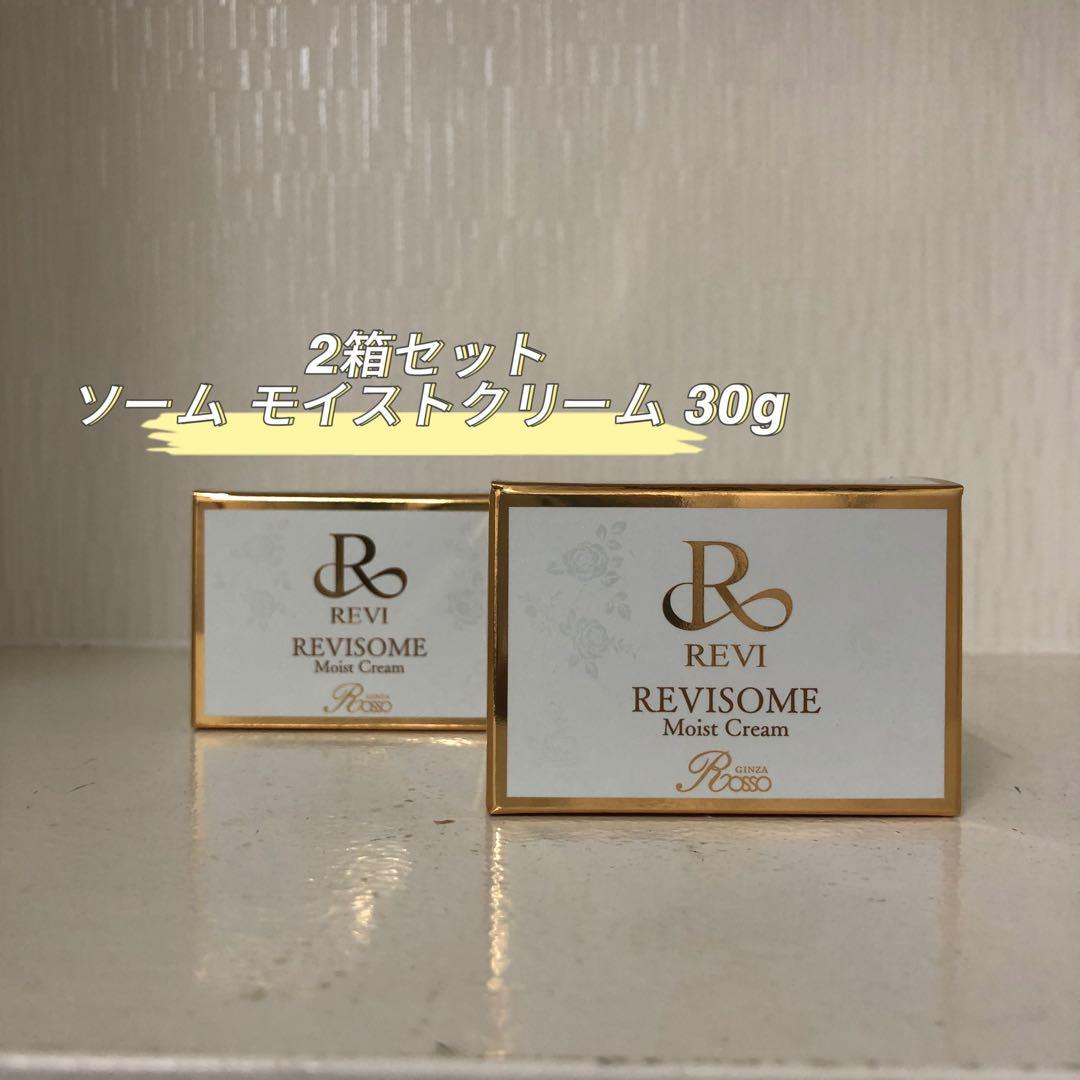 2箱セット
ソーム モイストクリーム 30g
R
REVI
REVISOME
Moist Cream
GINZA
Rosso
R
REVI
REVISOME
Moist Cream
GINZA
Rosso